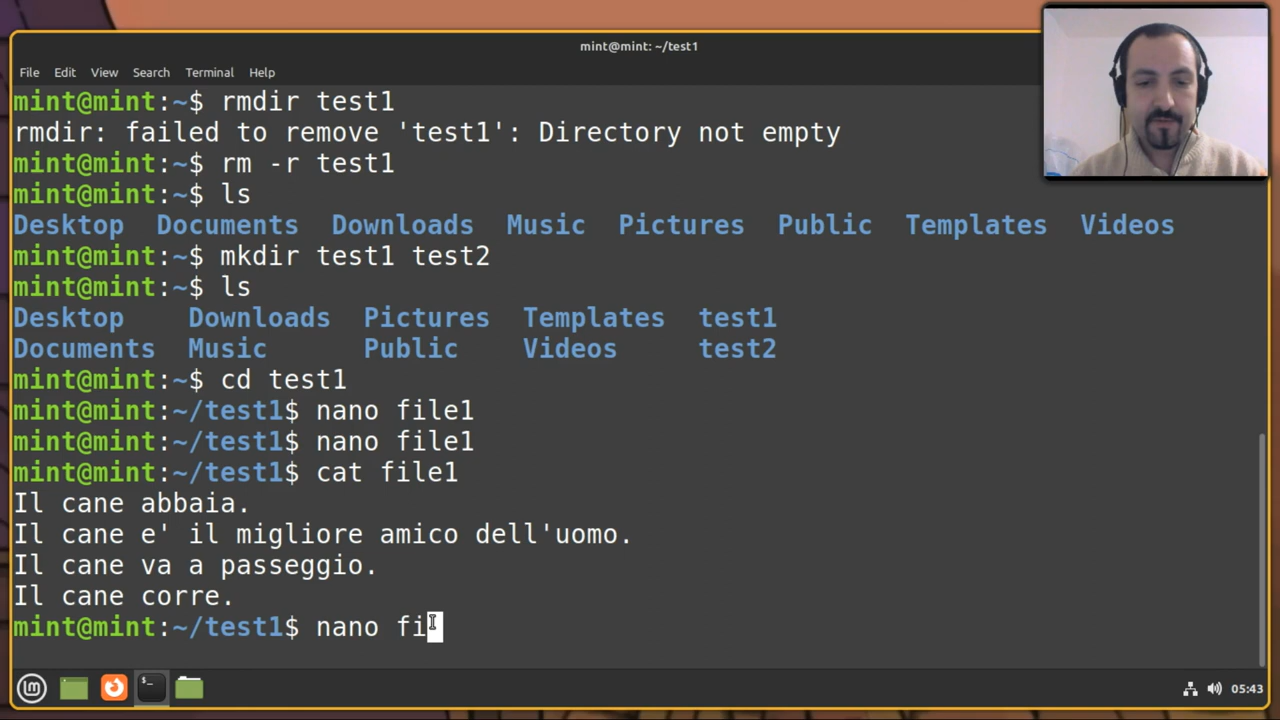 mint@mint: ~/test1
File Edit View Search Terminal Help
mint@mint:~$ rmdir test1
rmdir: failed to remove 'test1': Directory not empty
mint@mint:~$ rm -r test1
mint@mint:~$ ls
Desktop Documents Downloads Music Pictures Public Templates Videos
mint@mint:~$ mkdir test1 test2
mint@mint:~$ ls
Desktop Downloads Pictures Templates test1
Documents Music Public Videos test2
mint@mint:~$ cd test1
mint@mint:~/test1$ nano file1
mint@mint:~/test1$ nano file1
mint@mint:~/test1$ cat file1
Il cane abbaia.
Il cane e' il migliore amico dell'uomo.
Il cane va a passeggio.
Il cane corre.
mint@mint:~/test1$ nano fi
05:43